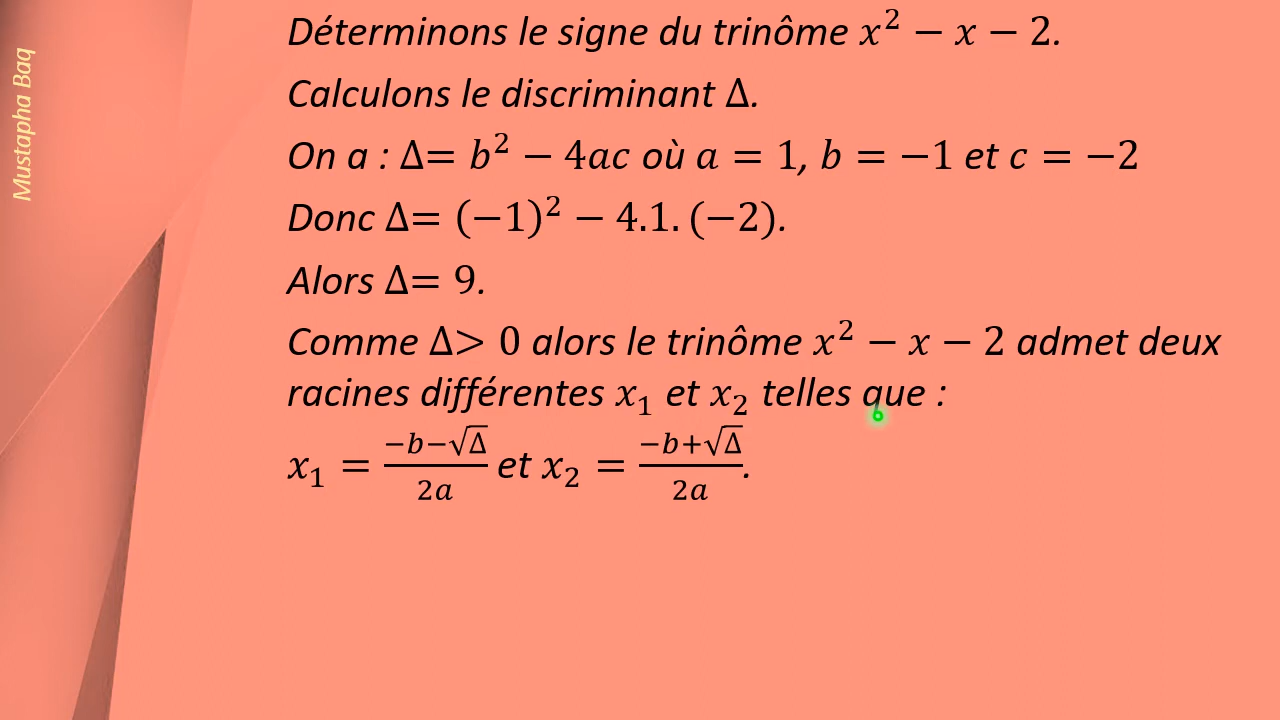 Déterminons le signe du trinôme x² − x − 2.
Calculons le discriminant Δ.
On a : Δ= b² − 4ac où a = 1, b = −1 et c = −2
Donc Δ= (−1)² − 4.1. (−2).
Alors Δ= 9.
Comme Δ> 0 alors le trinôme x² − x − 2 admet deux
racines différentes x₁ et x₂ telles que :
x₁ = (−b−√Δ)/(2a) et x₂ = (−b+√Δ)/(2a).
Mustapha Baq